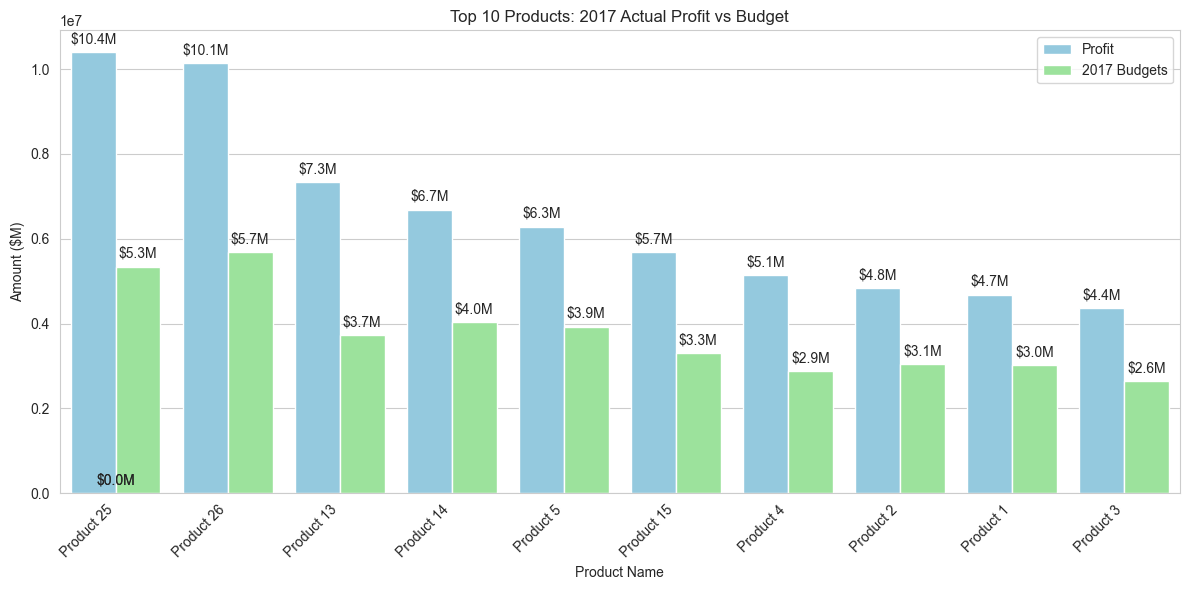 Top 10 Products: 2017 Actual Profit vs Budget
1e7
Profit
2017 Budgets
Amount ($M)
1.0
0.8
0.6
0.4
0.2
0.0
$10.4M
$5.3M
$10.1M
$5.7M
$7.3M
$3.7M
$6.7M
$4.0M
$6.3M
$3.9M
$5.7M
$3.3M
$5.1M
$2.9M
$4.8M
$3.1M
$4.7M
$3.0M
$4.4M
$2.6M
$0.0M
Product 25
Product 26
Product 13
Product 14
Product 5
Product 15
Product 4
Product 2
Product 1
Product 3
Product Name